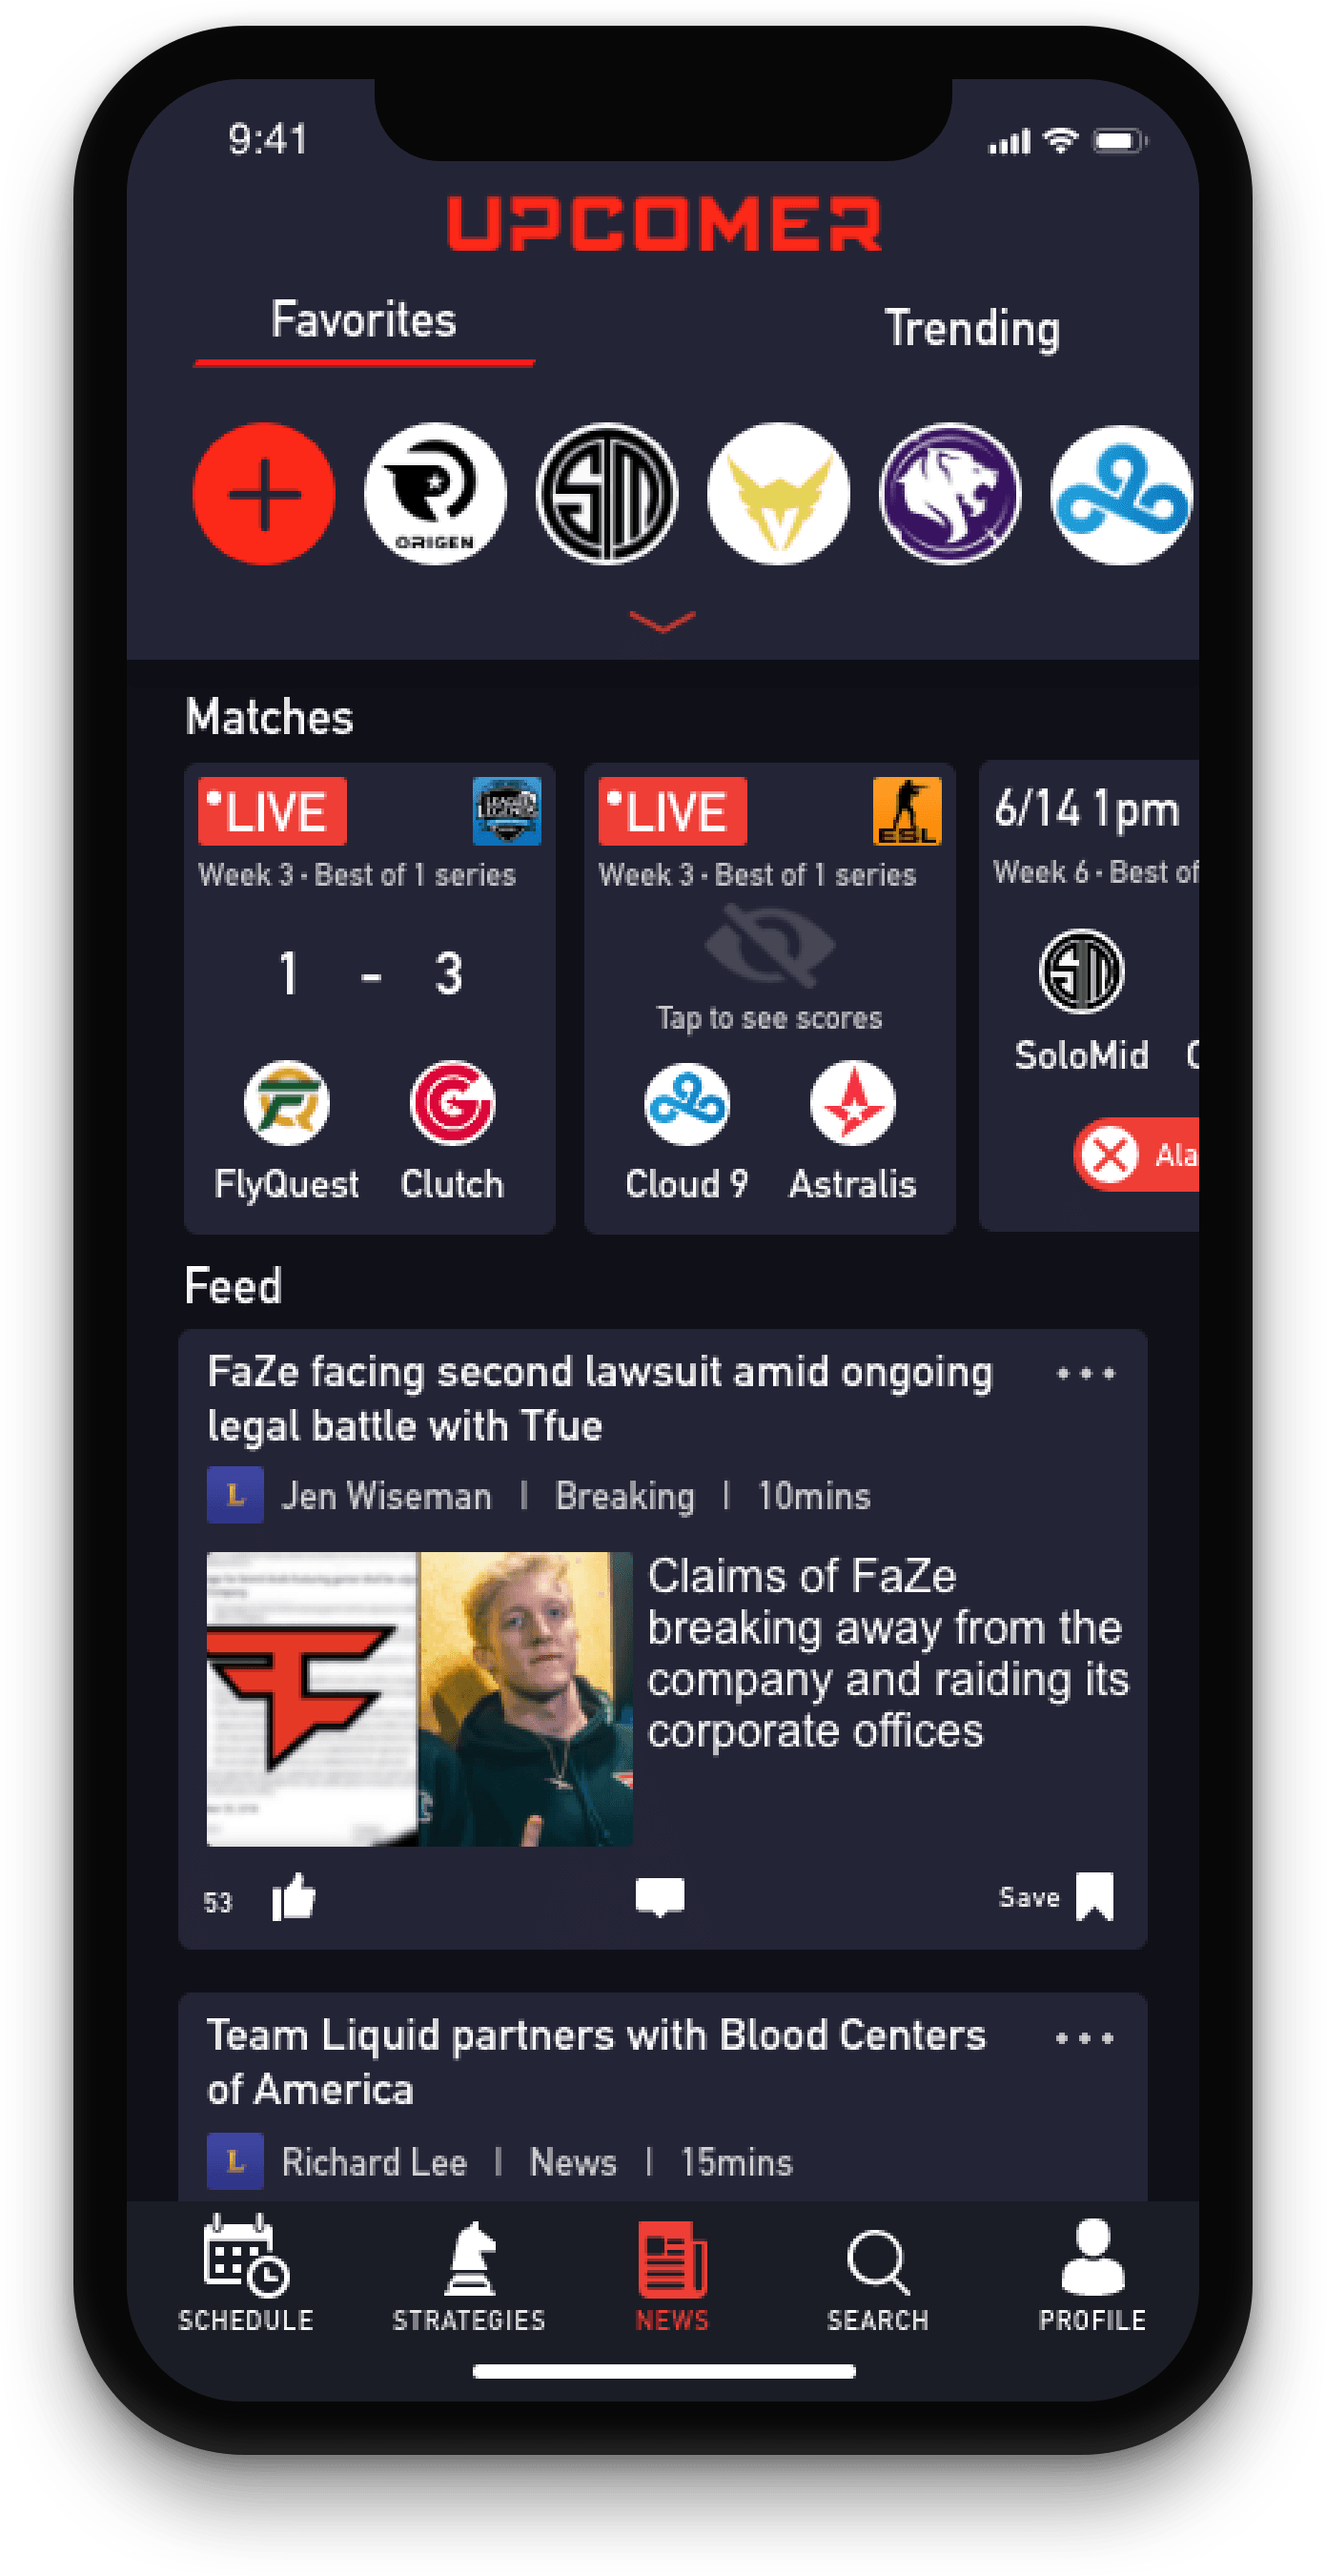 9:41
UPCOMER
Favorites
Trending
ORIGEN
Matches
LIVE
LIVE
6/14 1pm
LEAGUE
LEGENDS
ESL
Week 3 · Best of 1 series
Week 3 · Best of 1 series
Week 6 · Best of
1 - 3
Tap to see scores
SoloMid
Ala
FlyQuest
Clutch
Cloud 9
Astralis
Feed
FaZe facing second lawsuit amid ongoing
legal battle with Tfue
L
Jen Wiseman | Breaking | 10mins
Claims of FaZe
breaking away from the
company and raiding its
corporate offices
53
Save
Team Liquid partners with Blood Centers
of America
L
Richard Lee | News | 15mins
SCHEDULE
STRATEGIES
NEWS
SEARCH
PROFILE